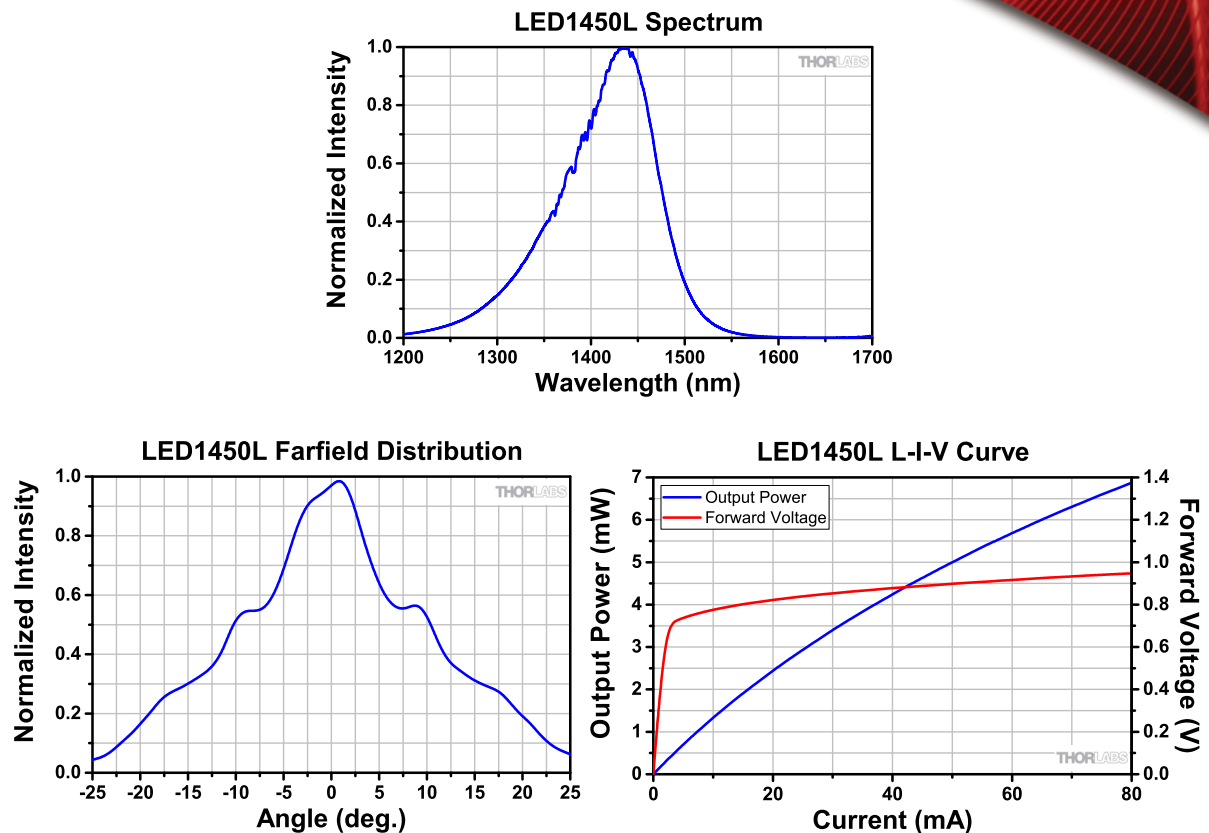 LED1450L Spectrum
Normalized Intensity
1.0
0.8
0.6
0.4
0.2
0.0
THORLABS
1200 1300 1400 1500 1600 1700
Wavelength (nm)
LED1450L Farfield Distribution
Normalized Intensity
1.0
0.8
0.6
0.4
0.2
0.0
THORLABS
-25 -20 -15 -10 -5 0 5 10 15 20 25
Angle (deg.)
LED1450L L-I-V Curve
Output Power (mW)
7
6
5
4
3
2
1
0
Output Power
Forward Voltage
THORLABS
1.4
1.2
1.0
0.8
0.6
0.4
0.2
0.0
Forward Voltage (V)
0 20 40 60 80
Current (mA)